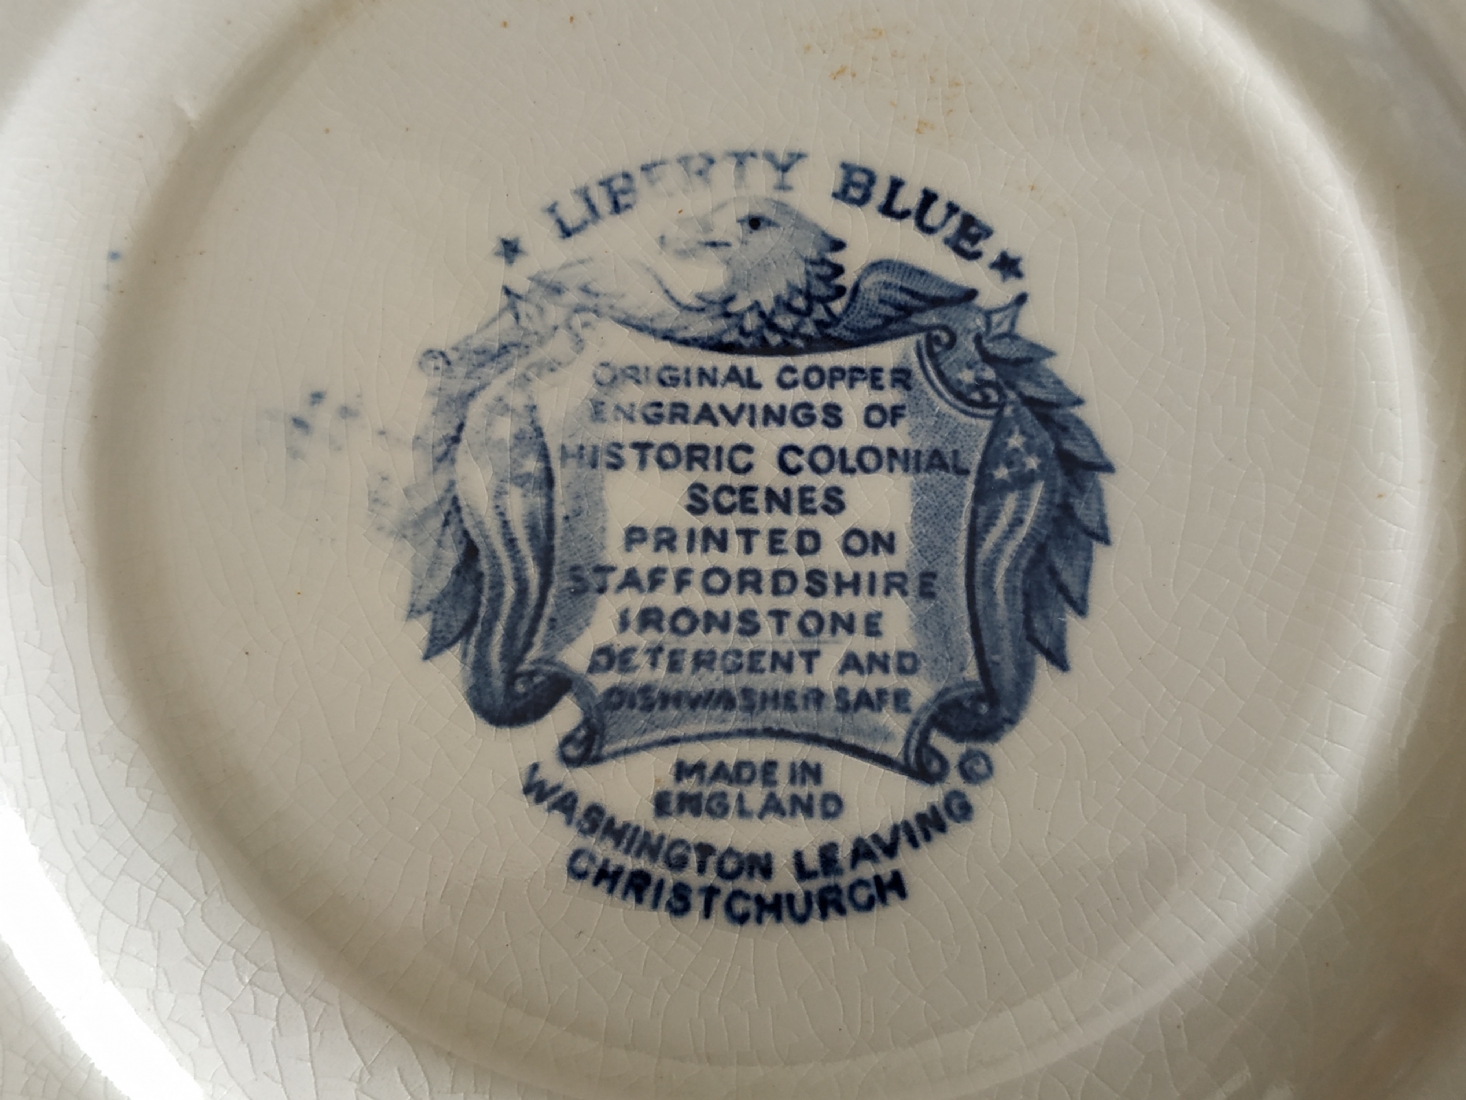 ★ LIBERTY BLUE ★
ORIGINAL COPPER
ENGRAVINGS OF
HISTORIC COLONIAL
SCENES
PRINTED ON
STAFFORDSHIRE
IRONSTONE
DETERGENT AND
DISHWASHER SAFE
©
MADE IN
ENGLAND
WASHINGTON LEAVING
CHRISTCHURCH